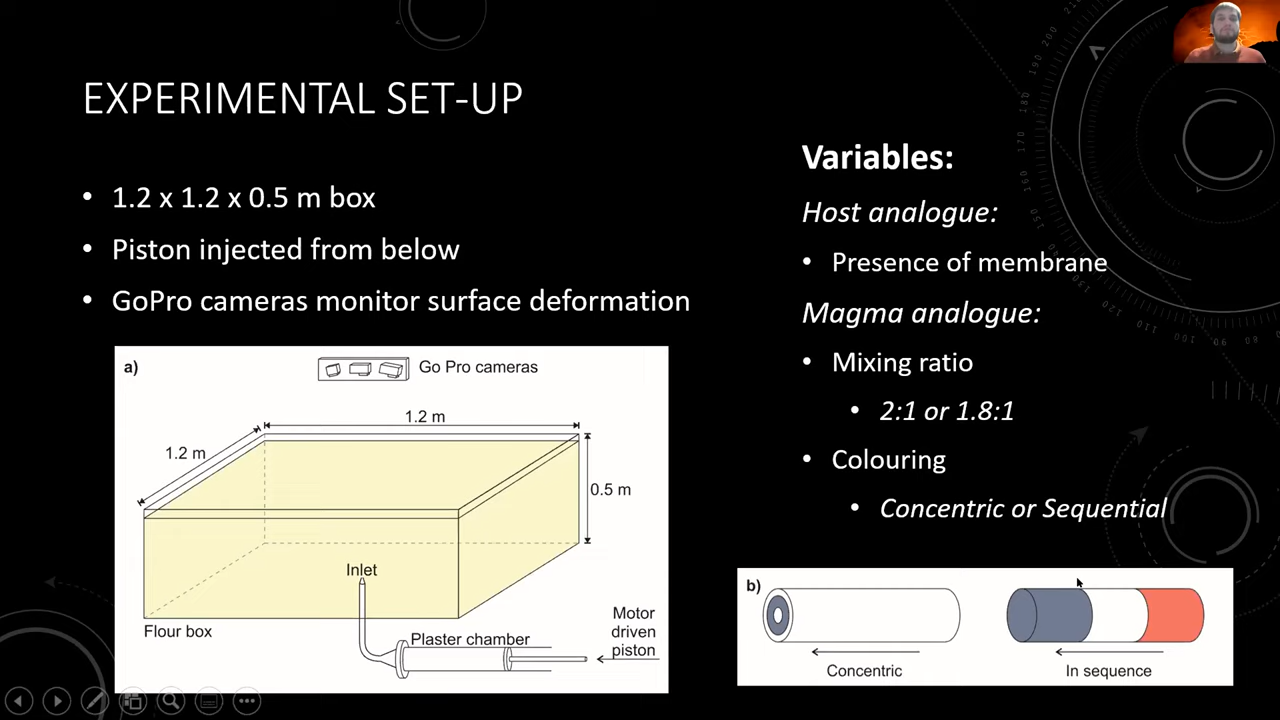 EXPERIMENTAL SET-UP
• 1.2 x 1.2 x 0.5 m box
• Piston injected from below
• GoPro cameras monitor surface deformation
a)
Go Pro cameras
1.2 m
1.2 m
0.5 m
Inlet
Flour box
Plaster chamber
Motor
driven
piston
Variables:
Host analogue:
• Presence of membrane
Magma analogue:
• Mixing ratio
• 2:1 or 1.8:1
• Colouring
• Concentric or Sequential
b)
Concentric
In sequence